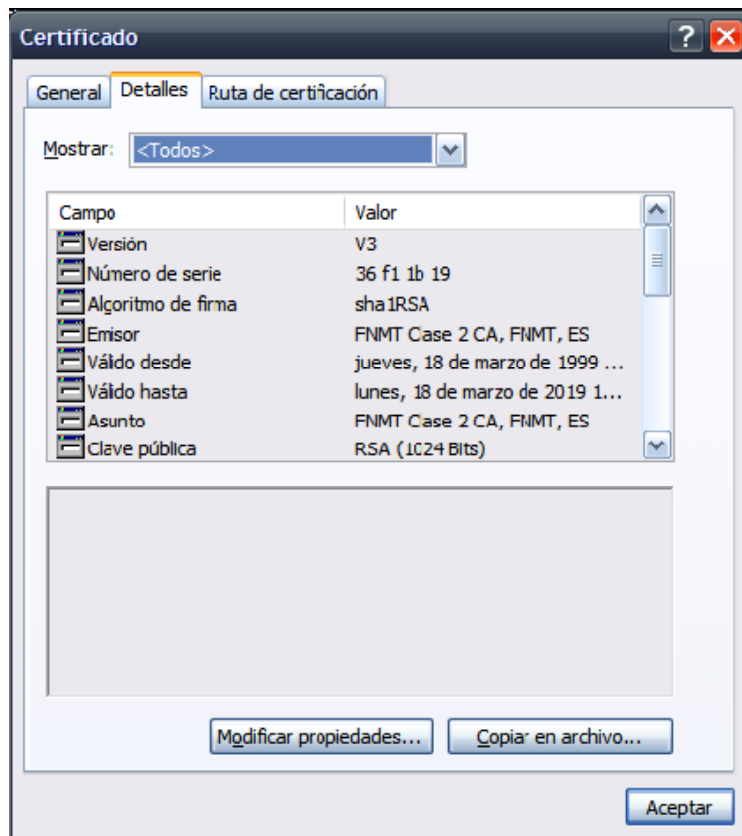 Certificado
General Detalles Ruta de certificación
Mostrar: <Todos>
Campo Valor
Versión V3
Número de serie 36 f1 1b 19
Algoritmo de firma sha1RSA
Emisor FNMT Clase 2 CA, FNMT, ES
Válido desde jueves, 18 de marzo de 1999 ...
Válido hasta lunes, 18 de marzo de 2019 1...
Asunto FNMT Clase 2 CA, FNMT, ES
Clave pública RSA (1024 Bits)
Modificar propiedades... Copiar en archivo...
Aceptar